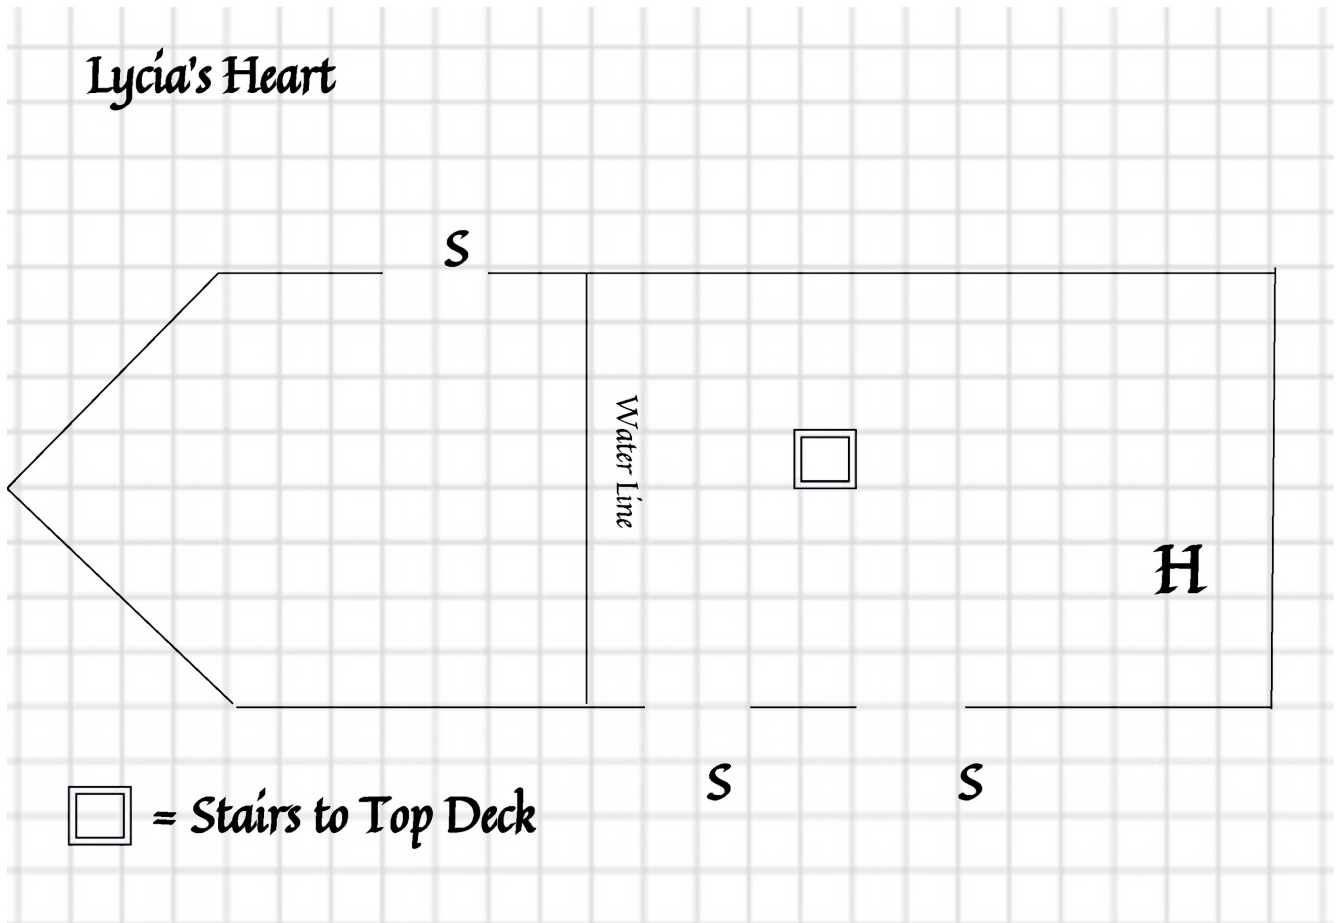 Lycia's Heart
S
Water Line
H
S
S
= Stairs to Top Deck